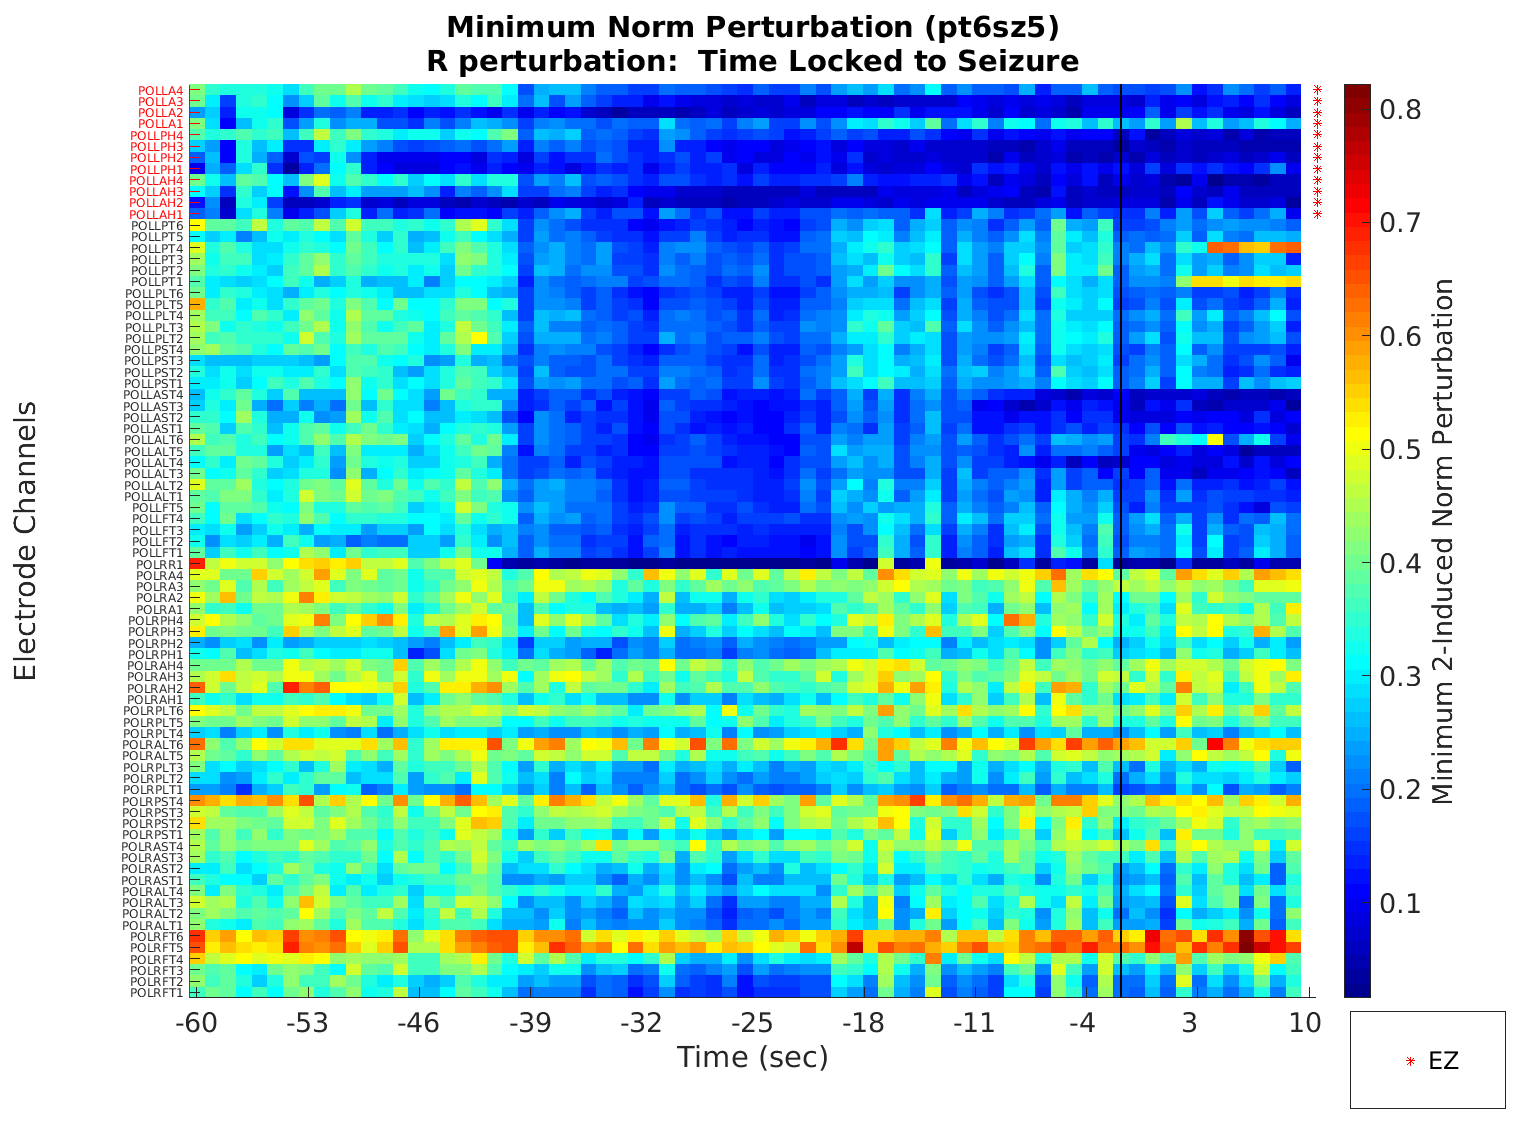 Minimum Norm Perturbation (pt6sz5)
R perturbation:  Time Locked to Seizure
Electrode Channels
POLLA4
POLLA3
POLLA2
POLLA1
POLLPH4
POLLPH3
POLLPH2
POLLPH1
POLLAH4
POLLAH3
POLLAH2
POLLAH1
POLLPT6
POLLPT5
POLLPT4
POLLPT3
POLLPT2
POLLPT1
POLLPLT6
POLLPLT5
POLLPLT4
POLLPLT3
POLLPLT2
POLLPST4
POLLPST3
POLLPST2
POLLPST1
POLLAST4
POLLAST3
POLLAST2
POLLAST1
POLLALT6
POLLALT5
POLLALT4
POLLALT3
POLLALT2
POLLALT1
POLLFT5
POLLFT4
POLLFT3
POLLFT2
POLLFT1
POLRR1
POLRA4
POLRA3
POLRA2
POLRA1
POLRPH4
POLRPH3
POLRPH2
POLRPH1
POLRAH4
POLRAH3
POLRAH2
POLRAH1
POLRPLT6
POLRPLT5
POLRPLT4
POLRALT6
POLRALT5
POLRPLT3
POLRPLT2
POLRPLT1
POLRPST4
POLRPST3
POLRPST2
POLRPST1
POLRAST4
POLRAST3
POLRAST2
POLRAST1
POLRALT4
POLRALT3
POLRALT2
POLRALT1
POLRFT6
POLRFT5
POLRFT4
POLRFT3
POLRFT2
POLRFT1
-60 -53 -46 -39 -32 -25 -18 -11 -4 3 10
Time (sec)
0.8
0.7
0.6
0.5
0.4
0.3
0.2
0.1
Minimum 2-Induced Norm Perturbation
EZ